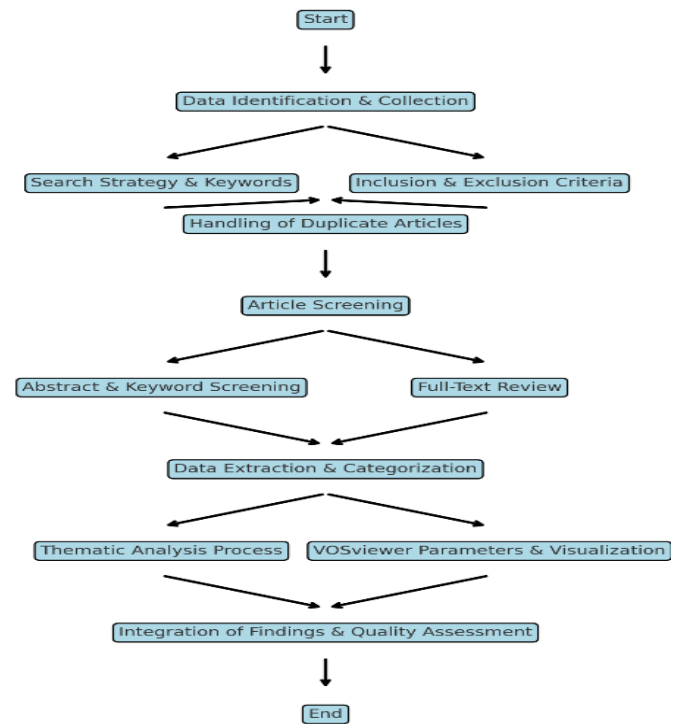 Start
Data Identification & Collection
Search Strategy & Keywords
Inclusion & Exclusion Criteria
Handling of Duplicate Articles
Article Screening
Abstract & Keyword Screening
Full-Text Review
Data Extraction & Categorization
Thematic Analysis Process
VOSviewer Parameters & Visualization
Integration of Findings & Quality Assessment
End